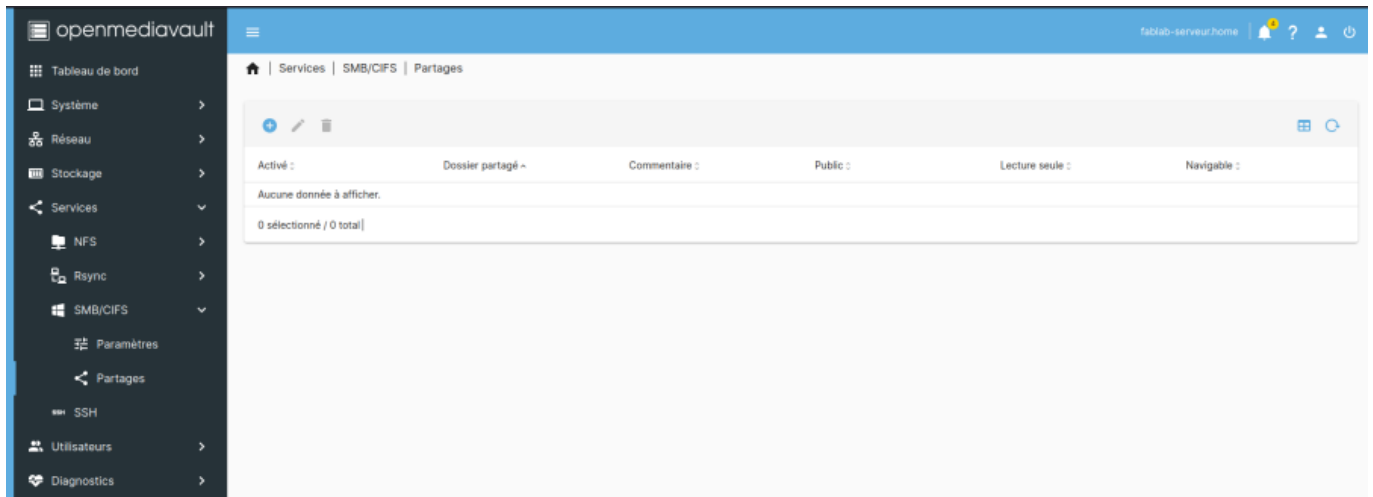 openmediavault
fablab-serveur.home 4 ?
Tableau de bord
Services | SMB/CIFS | Partages
Système
Réseau
Stockage
Services
NFS
Rsync
SMB/CIFS
Paramètres
Partages
SSH SSH
Utilisateurs
Diagnostics
Activé Dossier partagé Commentaire Public Lecture seule Navigable
Aucune donnée à afficher.
0 sélectionné / 0 total